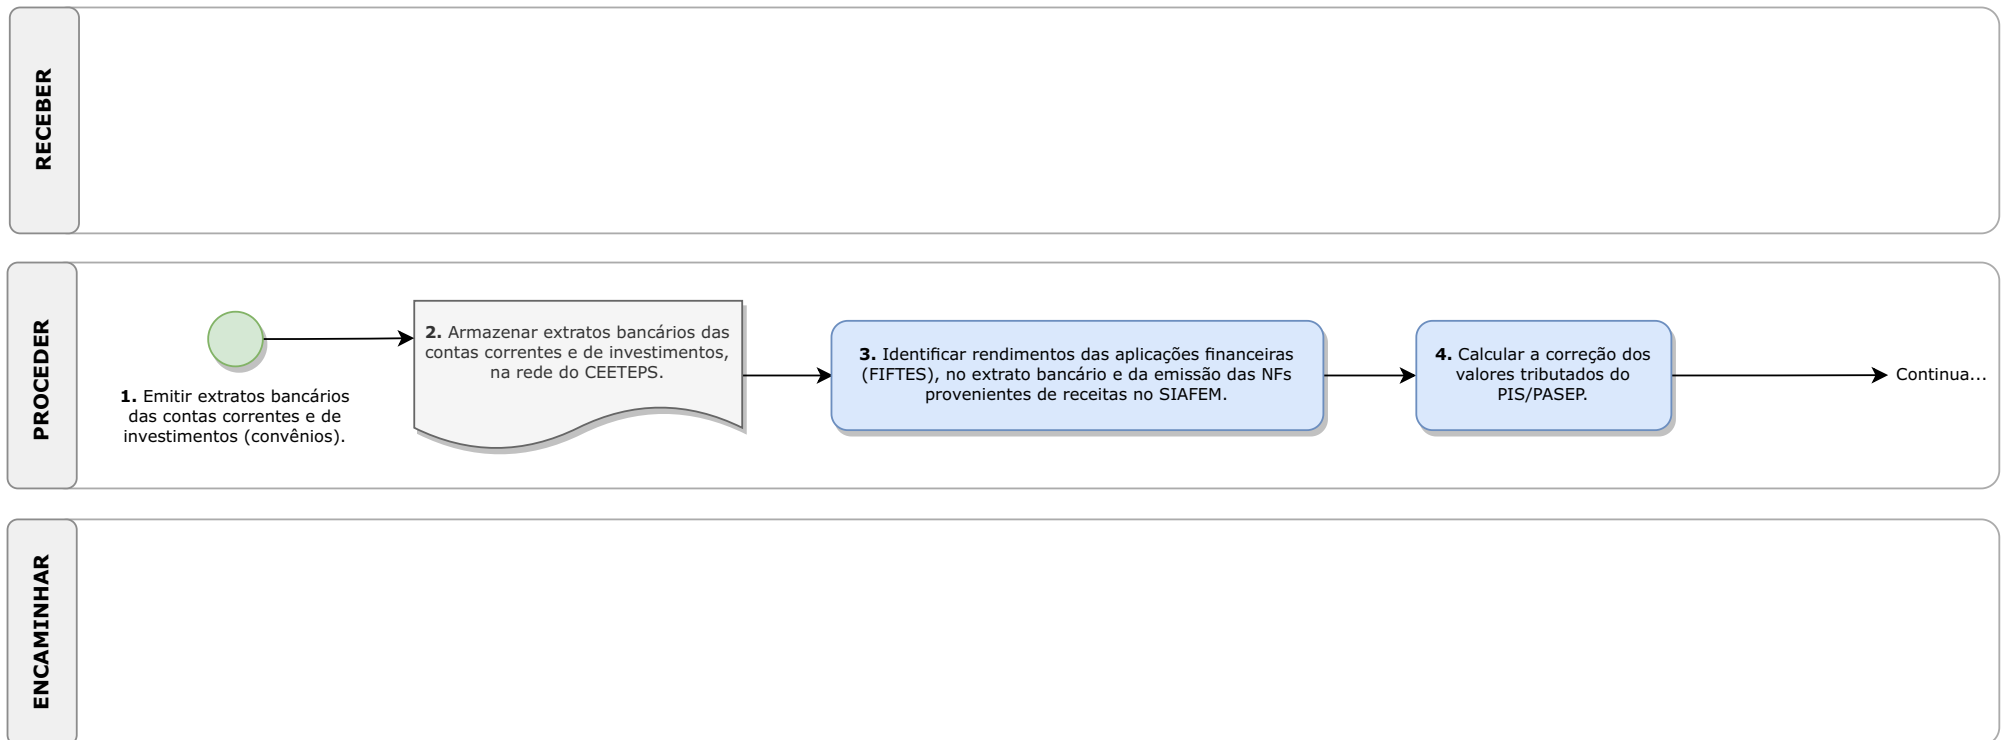 RECEBER
PROCEDER
1. Emitir extratos bancários
das contas correntes e de
investimentos (convênios).
2. Armazenar extratos bancários das
contas correntes e de investimentos,
na rede do CEETEPS.
3. Identificar rendimentos das aplicações financeiras
(FIFTES), no extrato bancário e da emissão das NFs
provenientes de receitas no SIAFEM.
4. Calcular a correção dos
valores tributados do
PIS/PASEP.
Continua...
ENCAMINHAR